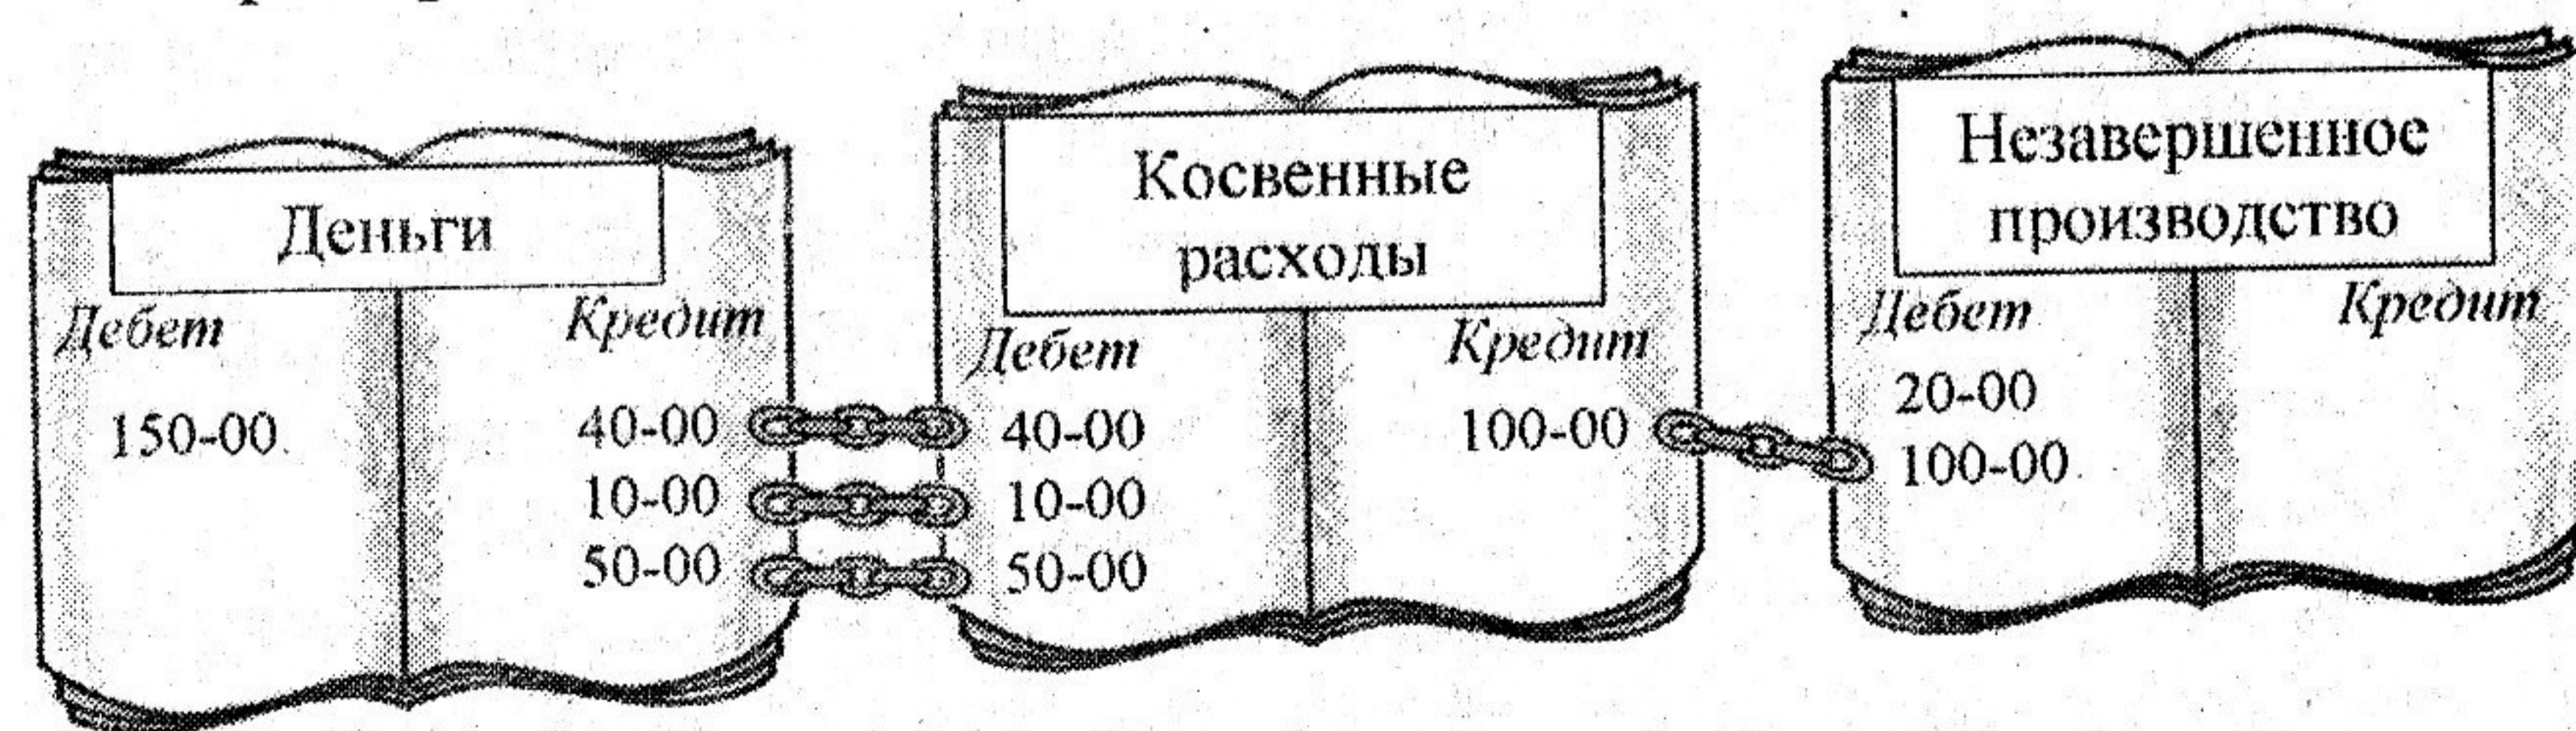 Деньги
Дебет
Кредит
150-00
40-00
10-00
50-00
Косвенные
расходы
Дебет
Кредит
40-00
100-00
10-00
50-00
Незавершенное
производство
Дебет
Кредит
20-00
100-00